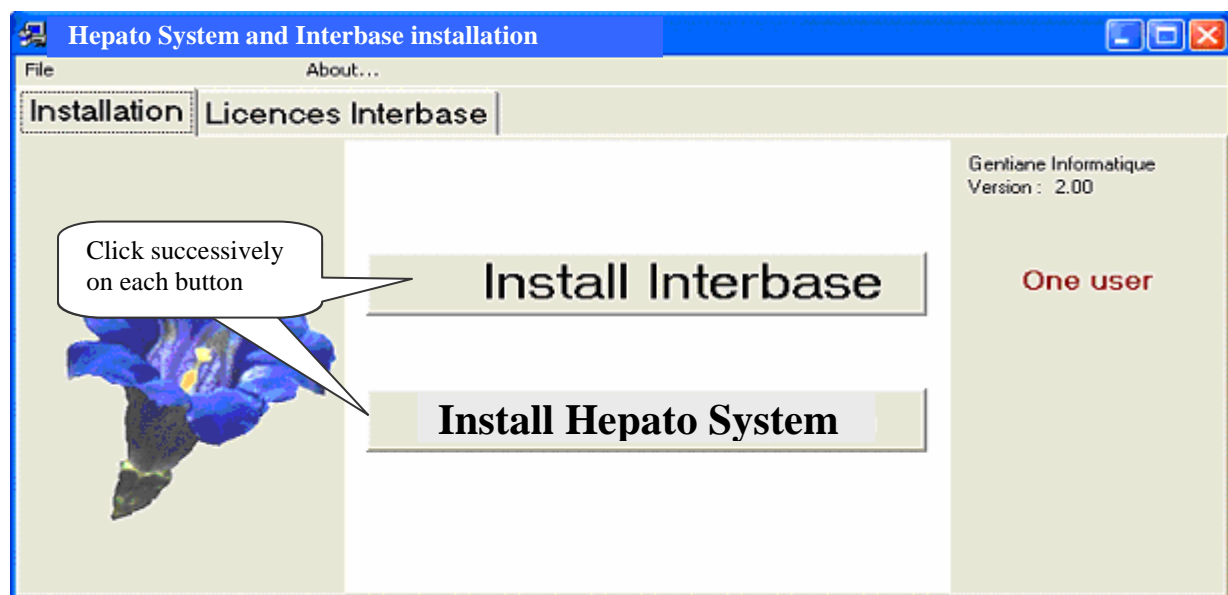 Hepato System and Interbase installation
File About...
Installation Licences Interbase
Gentiane Informatique
Version : 2.00
Click successively
on each button
Install Interbase
One user
Install Hepato System